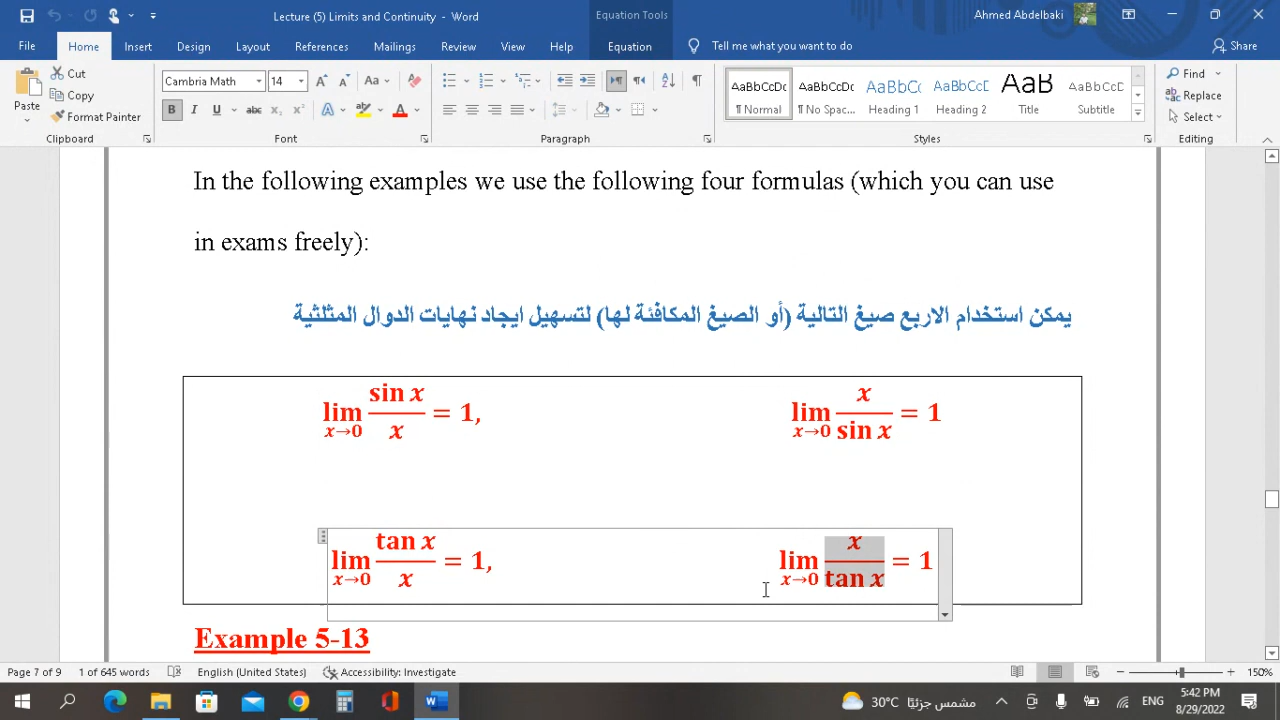 Lecture (5) Limits and Continuity - Word
Equation Tools
Ahmed Abdelbaki
File Home Insert Design Layout References Mailings Review View Help Equation Tell me what you want to do Share
Paste
Cut
Copy
Format Painter
Clipboard
Cambria Math 14
Font
Paragraph
AaBbCcDc AaBbCcDc AaBbCc AaBbCcD AaB AaBbCcD
¶ Normal ¶ No Spac... Heading 1 Heading 2 Title Subtitle
Styles
Find
Replace
Select
Editing
In the following examples we use the following four formulas (which you can use
in exams freely):
يمكن استخدام الاربع صيغ التالية (أو الصيغ المكافئة لها) لتسهيل ايجاد نهايات الدوال المثلثية
lim x→0 sin x / x = 1, lim x→0 x / sin x = 1
lim x→0 tan x / x = 1, lim x→0 x / tan x = 1
Example 5-13
Page 7 of 9 1 of 645 words English (United States) Accessibility: Investigate 150%
30°C مشمس جزئيًا ENG 5:42 PM
8/29/2022